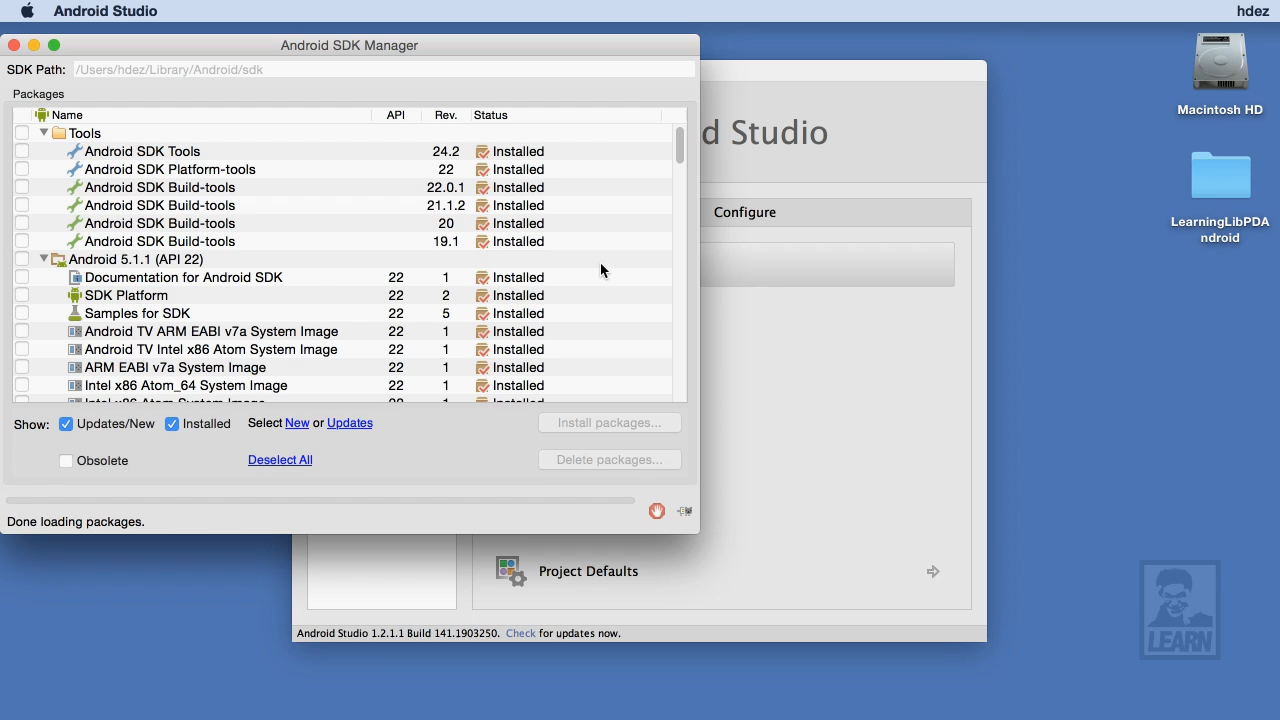 Android Studio
hdez
Android SDK Manager
SDK Path: /Users/hdez/Library/Android/sdk
Packages
Name API Rev. Status
Tools
Android SDK Tools 24.2 Installed
Android SDK Platform-tools 22 Installed
Android SDK Build-tools 22.0.1 Installed
Android SDK Build-tools 21.1.2 Installed
Android SDK Build-tools 20 Installed
Android SDK Build-tools 19.1 Installed
Android 5.1.1 (API 22)
Documentation for Android SDK 22 1 Installed
SDK Platform 22 2 Installed
Samples for SDK 22 5 Installed
Android TV ARM EABI v7a System Image 22 1 Installed
Android TV Intel x86 Atom System Image 22 1 Installed
ARM EABI v7a System Image 22 1 Installed
Intel x86 Atom_64 System Image 22 1 Installed
Show: Updates/New Installed Select New or Updates Install packages...
Obsolete Deselect All Delete packages...
Done loading packages.
d Studio
Configure
Project Defaults
Android Studio 1.2.1.1 Build 141.1903250. Check for updates now.
Macintosh HD
LearningLibPDA
ndroid
LEARN